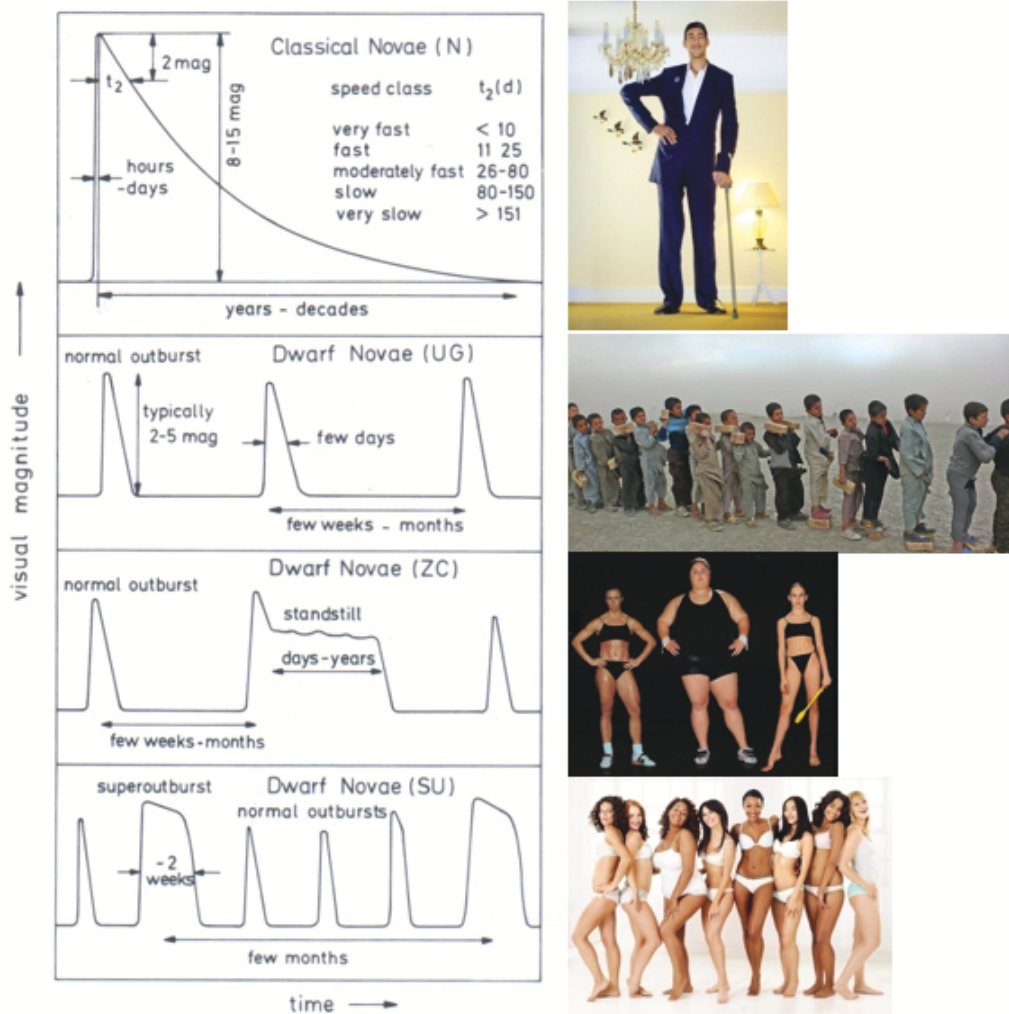 Classical Novae (N)
2 mag
t₂
8-15 mag
speed class t₂(d)
very fast < 10
fast 11 25
moderately fast 26-80
slow 80-150
very slow > 151
hours
-days
years - decades
Dwarf Novae (UG)
normal outburst
typically
2-5 mag
few days
few weeks - months
Dwarf Novae (ZC)
normal outburst
standstill
days-years
few weeks-months
Dwarf Novae (SU)
superoutburst
normal outbursts
~2
weeks
few months
visual magnitude
time